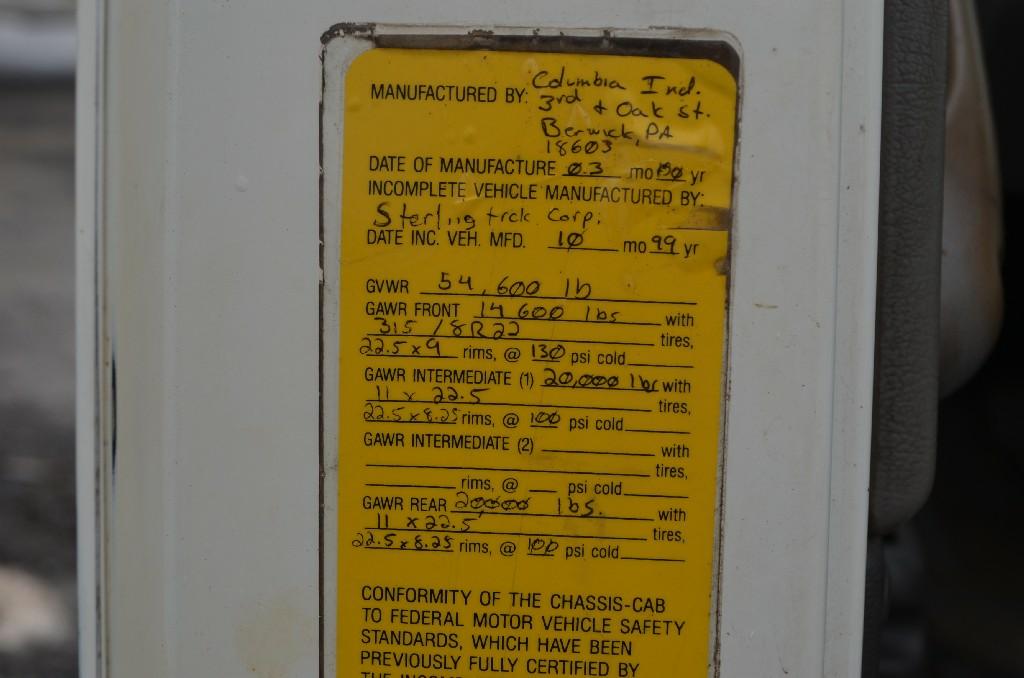 MANUFACTURED BY: Columbia Ind.
3rd + Oak st.
Berwick, PA
18603
DATE OF MANUFACTURE 03 mo 00 yr
INCOMPLETE VEHICLE MANUFACTURED BY:
Sterling trck Corp.
DATE INC. VEH. MFD. 10 mo 99 yr
GVWR 54,600 lb
GAWR FRONT 14600 lbs with
315 / 8R22 tires,
22.5 x 9 rims, @ 130 psi cold
GAWR INTERMEDIATE (1) 20,000 lbs with
11 x 22.5 tires,
22.5 x 8.25 rims, @ 100 psi cold
GAWR INTERMEDIATE (2) with
tires,
rims, @ psi cold
GAWR REAR 20,000 lbs. with
11 x 22.5 tires,
22.5 x 8.25 rims, @ 100 psi cold
CONFORMITY OF THE CHASSIS-CAB
TO FEDERAL MOTOR VEHICLE SAFETY
STANDARDS, WHICH HAVE BEEN
PREVIOUSLY FULLY CERTIFIED BY